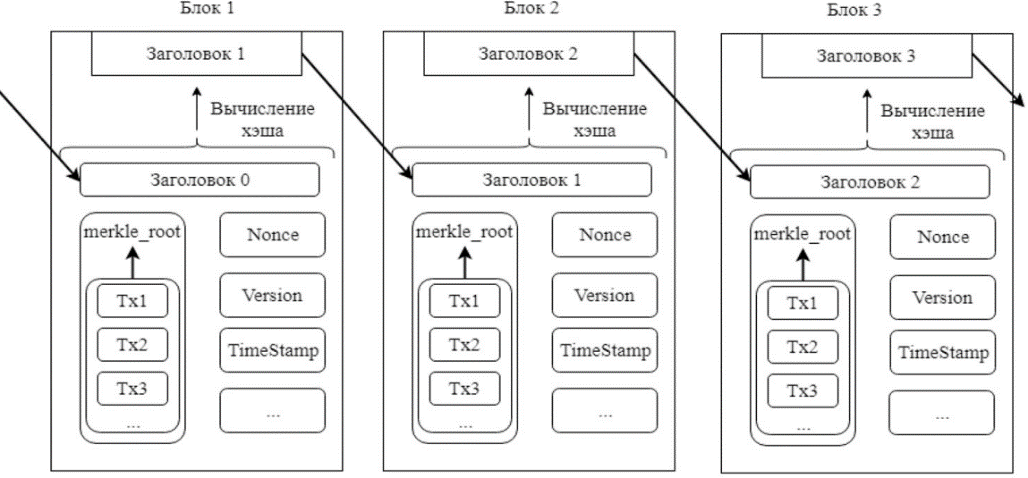 Блок 1
Заголовок 1
Вычисление
хэша
Заголовок 0
merkle_root
Tx1
Tx2
Tx3
...
Nonce
Version
TimeStamp
...
Блок 2
Заголовок 2
Вычисление
хэша
Заголовок 1
merkle_root
Tx1
Tx2
Tx3
...
Nonce
Version
TimeStamp
...
Блок 3
Заголовок 3
Вычисление
хэша
Заголовок 2
merkle_root
Tx1
Tx2
Tx3
...
Nonce
Version
TimeStamp
...